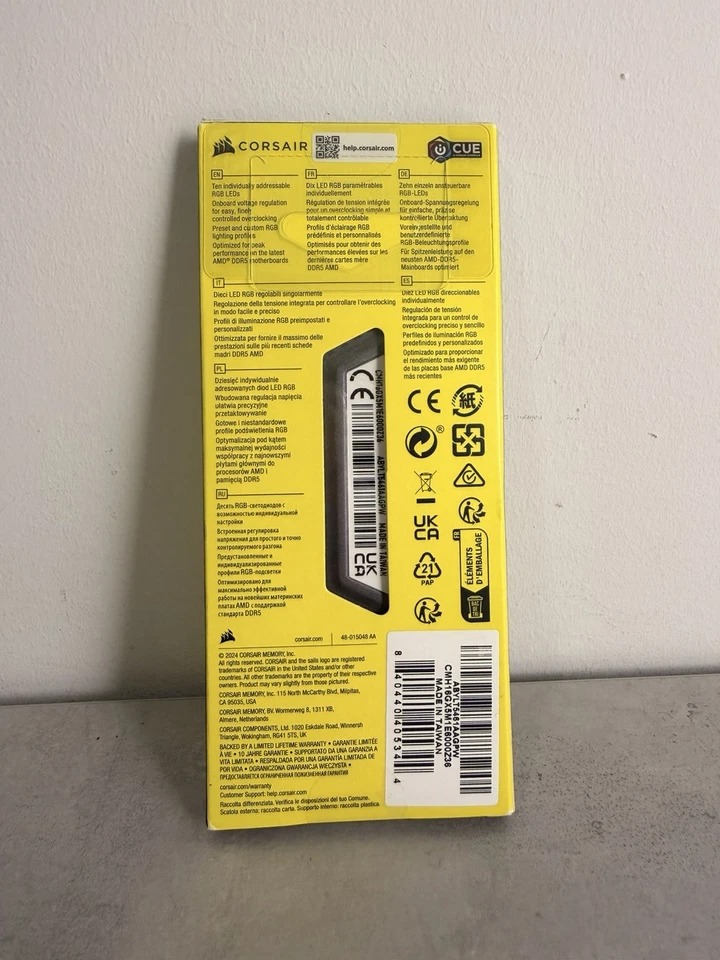 CORSAIR
help.corsair.com
CUE
EN
Ten individually addressable
RGB LEDs
Onboard voltage regulation
for easy, finely
controlled overclocking
Preset and custom RGB
lighting profiles
Optimized for peak
performance on the latest
AMD® DDR5 motherboards
FR
Dix LED RGB paramétrables
individuellement
Régulation de tension intégrée
pour un overclocking simple et
totalement contrôlable
Profils d'éclairage RGB
prédéfinis et personnalisés
Optimisés pour obtenir des
performances élevées sur les
dernières cartes mère
DDR5 AMD
DE
Zehn einzeln ansteuerbare
RGB-LEDs
Onboard-Spannungsregelung
für einfache, präzise
kontrollierte Übertaktung
Voreingestellte und
benutzerdefinierte
RGB-Beleuchtungsprofile
Für Spitzenleistung auf den
neusten AMD-DDR5-
Mainboards optimiert
IT
Dieci LED RGB regolabili singolarmente
Regolazione della tensione integrata per controllare l'overclocking
in modo facile e preciso
Profili di illuminazione RGB preimpostati e
personalizzati
Ottimizzata per fornire il massimo delle
prestazioni sulle più recenti schede
madri DDR5 AMD
ES
Diez LED RGB direccionables
individualmente
Regulación de tensión
integrada para un control de
overclocking preciso y sencillo
Perfiles de iluminación RGB
predefinidos y personalizados
Optimizado para proporcionar
el rendimiento más exigente
de las placas base AMD DDR5
más recientes
PL
Dziesięć indywidualnie
adresowanych diod LED RGB
Wbudowana regulacja napięcia
ułatwia precyzyjne
przetaktowywanie
Gotowe i niestandardowe
profile podświetlenia RGB
Optymalizacja pod kątem
maksymalnej wydajności
współpracy z najnowszymi
płytami głównymi do
procesorów AMD i
pamięcią DDR5
RU
Десять RGB-светодиодов с
возможностью индивидуальной
настройки
Встроенная регулировка
напряжения для простого и точно
контролируемого разгона
Предустановленные и
индивидуализированные
профили RGB-подсветки
Оптимизировано для
максимально эффективной
работы на новейших материнских
платах AMD с поддержкой
стандарта DDR5
CE
CMH16GX5M1E6000Z36
ABYLT5461AAGPW
MADE IN TAIWAN
UK
CA
CE
紙
®
UK
CA
21
PAP
FR
ÉLÉMENTS
D'EMBALLAGE
BAC
DE TRI
corsair.com
48-015048 AA
© 2024 CORSAIR MEMORY, Inc.
All rights reserved. CORSAIR and the sails logo are registered
trademarks of CORSAIR in the United States and/or other
countries. All other trademarks are the property of their respective
owners. Product may vary slightly from those pictured.
CORSAIR MEMORY, Inc. 115 North McCarthy Blvd, Milpitas,
CA 95035, USA
CORSAIR MEMORY, BV. Wormerweg 8, 1311 XB,
Almere, Netherlands
CORSAIR COMPONENTS, Ltd. 1020 Eskdale Road, Winnersh
Triangle, Wokingham, RG41 5TS, UK
BACKED BY A LIMITED LIFETIME WARRANTY • GARANTIE LIMITÉE
À VIE • 10 JAHRE GARANTIE • SUPPORTATO DA UNA GARANZIA A
VITA LIMITATA • RESPALDADA POR UNA GARANTÍA LIMITADA DE
POR VIDA • OGRANICZONA GWARANCJA WIECZYSTA •
ПРЕДОСТАВЛЯЕТСЯ ОГРАНИЧЕННАЯ ПОЖИЗНЕННАЯ ГАРАНТИЯ
corsair.com/warranty
Customer Support: help.corsair.com
Raccolta differenziata. Verifica le disposizioni del tuo Comune.
Scatola esterna: raccolta carta. Supporto Interno: raccolta plastica.
ABYLT5461AAGPW
CMH16GX5M1E6000Z36
MADE IN TAIWAN
8 40440 40534 4